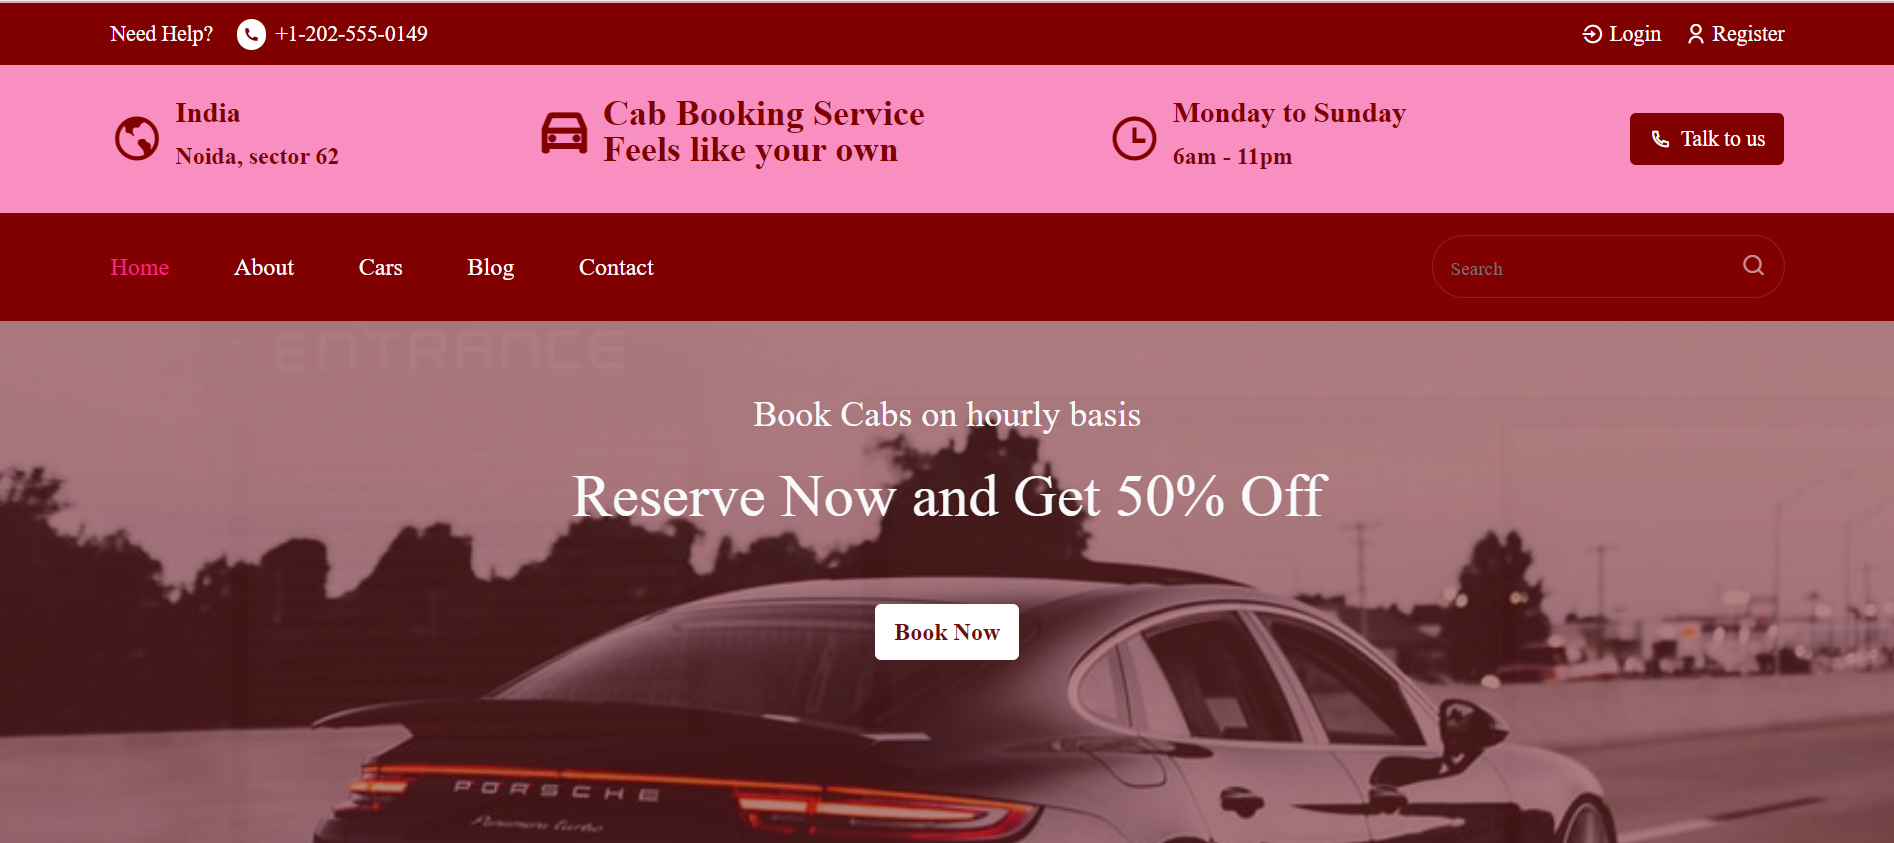 Need Help? +1-202-555-0149 Login Register
India
Noida, sector 62
Cab Booking Service
Feels like your own
Monday to Sunday
6am - 11pm
Talk to us
Home About Cars Blog Contact Search
ENTRANCE
Book Cabs on hourly basis
Reserve Now and Get 50% Off
Book Now
PORSCHE
Panamera turbo